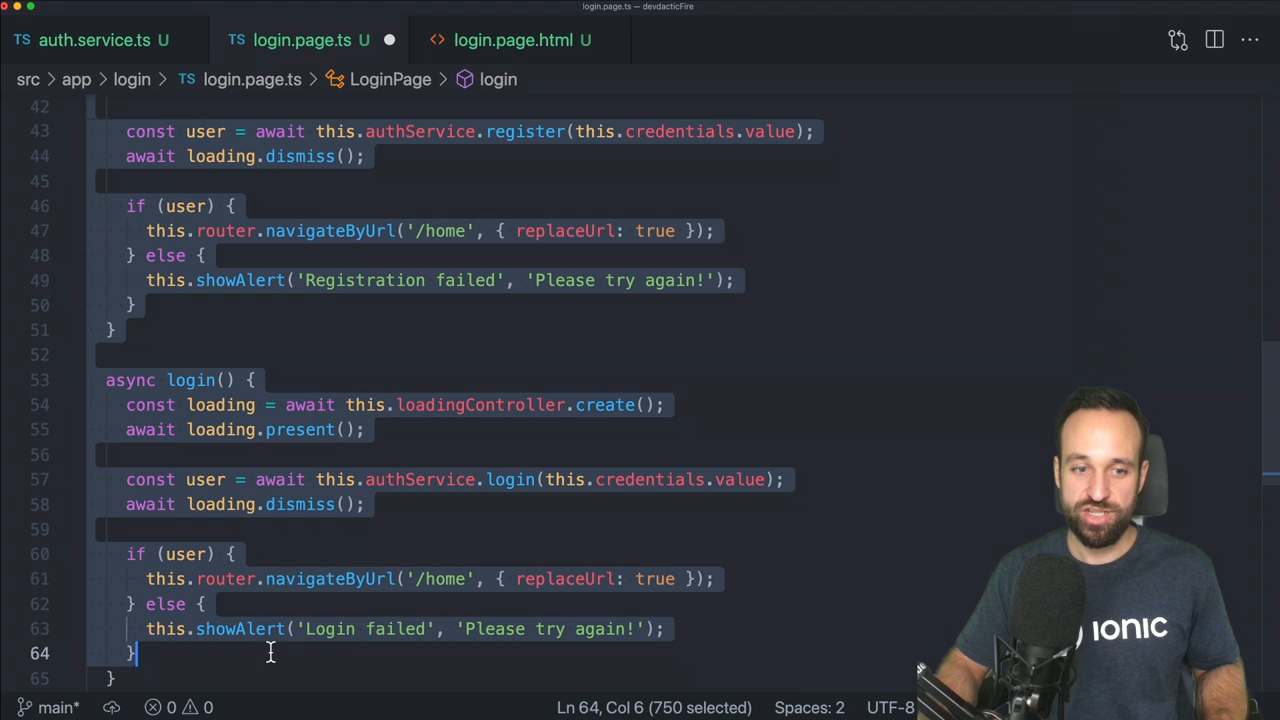 login.page.ts — devdacticFire
TS auth.service.ts U TS login.page.ts U <> login.page.html U
src > app > login > TS login.page.ts > LoginPage > login
42
43 const user = await this.authService.register(this.credentials.value);
44 await loading.dismiss();
45
46 if (user) {
47 this.router.navigateByUrl('/home', { replaceUrl: true });
48 } else {
49 this.showAlert('Registration failed', 'Please try again!');
50 }
51 }
52
53 async login() {
54 const loading = await this.loadingController.create();
55 await loading.present();
56
57 const user = await this.authService.login(this.credentials.value);
58 await loading.dismiss();
59
60 if (user) {
61 this.router.navigateByUrl('/home', { replaceUrl: true });
62 } else {
63 this.showAlert('Login failed', 'Please try again!');
64 }
65 }
IONIC
main* 0 0 Ln 64, Col 6 (750 selected) Spaces: 2 UTF-8